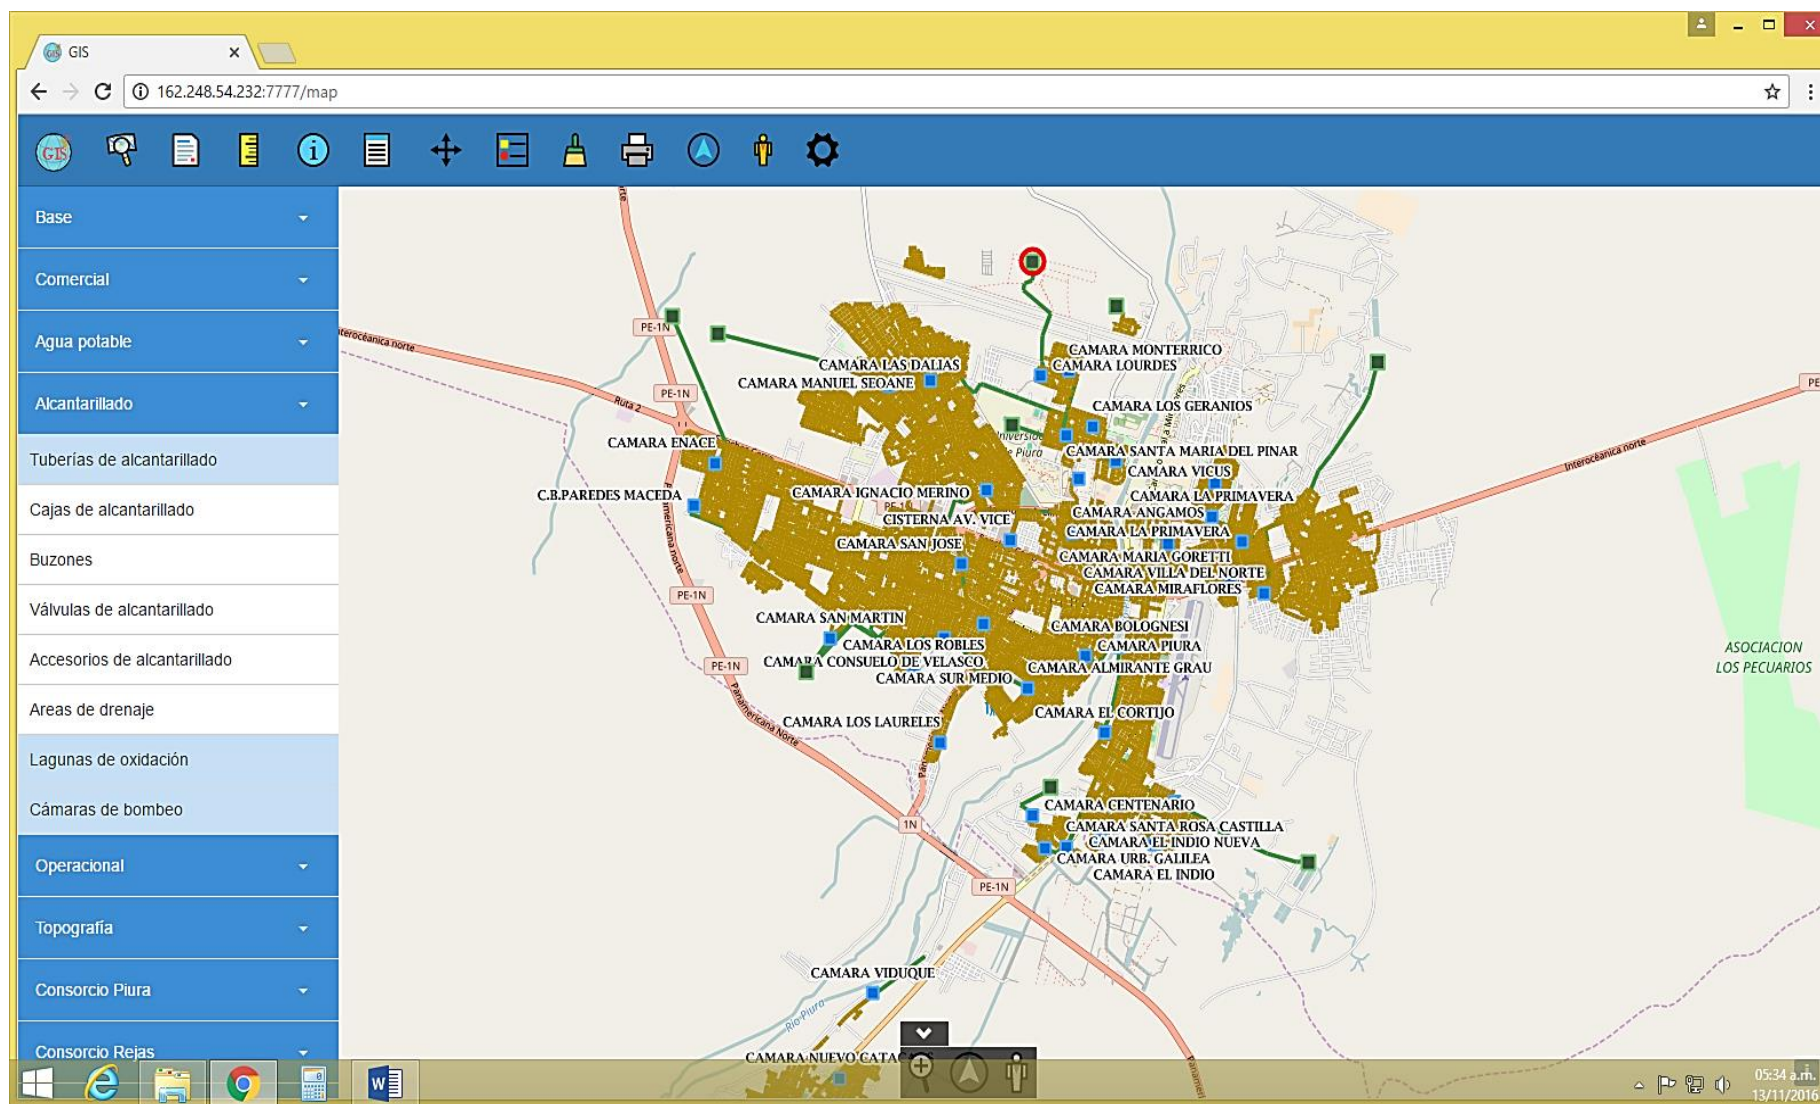 GIS
162.248.54.232:7777/map
GIS
Base
Comercial
Agua potable
Alcantarillado
Tuberías de alcantarillado
Cajas de alcantarillado
Buzones
Válvulas de alcantarillado
Accesorios de alcantarillado
Areas de drenaje
Lagunas de oxidación
Cámaras de bombeo
Operacional
Topografía
Consorcio Piura
Consorcio Rejas
PE-1N
Interoceánica norte
PE-1N
Ruta 2
CAMARA MONTERRICO
CAMARA LAS DALIAS
CAMARA LOURDES
CAMARA MANUEL SEOANE
CAMARA LOS GERANIOS
CAMARA ENACE
de Piura
CAMARA SANTA MARIA DEL PINAR
CAMARA VICUS
Interoceánica norte
C.B.PAREDES MACEDA
CAMARA IGNACIO MERINO
CAMARA LA PRIMAVERA
CISTERNA AV. VICE
CAMARA ANGAMOS
CAMARA LA PRIMAVERA
CAMARA SAN JOSE
CAMARA MARIA GORETTI
CAMARA VILLA DEL NORTE
CAMARA MIRAFLORES
PE-1N
CAMARA SAN MARTIN
CAMARA BOLOGNESI
CAMARA LOS ROBLES
CAMARA PIURA
PE-1N
CAMARA CONSUELO DE VELASCO
CAMARA ALMIRANTE GRAU
CAMARA SUR MEDIO
ASOCIACION
LOS PECUARIOS
Panamericana Norte
CAMARA LOS LAURELES
CAMARA EL CORTIJO
CAMARA CENTENARIO
1N
CAMARA SANTA ROSA CASTILLA
CAMARA EL INDIO NUEVA
CAMARA URB. GALILEA
CAMARA EL INDIO
PE-1N
CAMARA VIDUQUE
Río Piura
CAMARA NUEVO
05:34 a.m.
13/11/2016